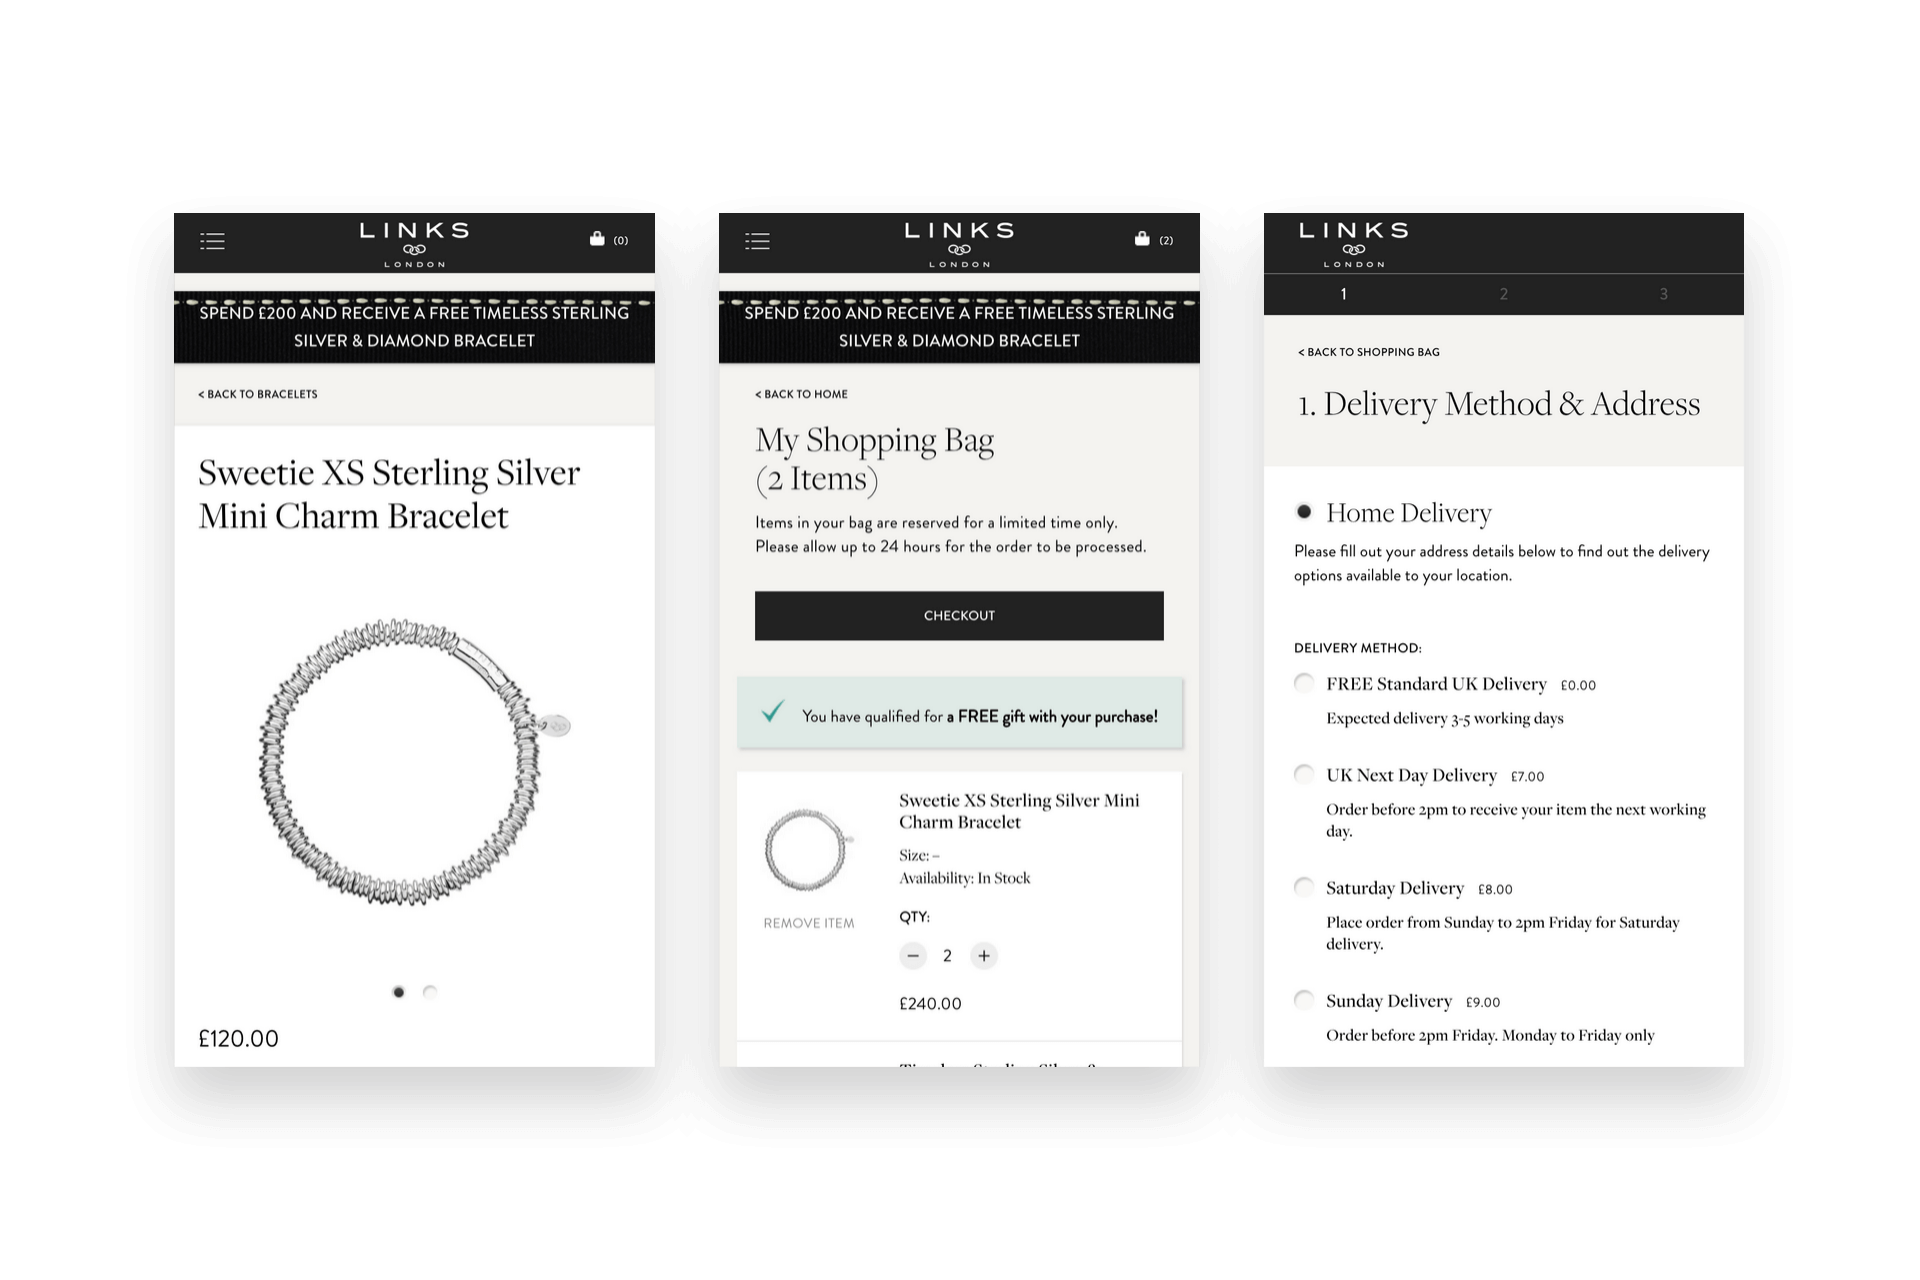 LINKS
LONDON
(0)
SPEND £200 AND RECEIVE A FREE TIMELESS STERLING
SILVER & DIAMOND BRACELET
< BACK TO BRACELETS
Sweetie XS Sterling Silver
Mini Charm Bracelet
£120.00
LINKS
LONDON
(2)
SPEND £200 AND RECEIVE A FREE TIMELESS STERLING
SILVER & DIAMOND BRACELET
< BACK TO HOME
My Shopping Bag
(2 Items)
Items in your bag are reserved for a limited time only.
Please allow up to 24 hours for the order to be processed.
CHECKOUT
You have qualified for a FREE gift with your purchase!
Sweetie XS Sterling Silver Mini
Charm Bracelet
Size: –
Availability: In Stock
REMOVE ITEM
QTY:
− 2 +
£240.00
LINKS
LONDON
1 2 3
< BACK TO SHOPPING BAG
1. Delivery Method & Address
Home Delivery
Please fill out your address details below to find out the delivery
options available to your location.
DELIVERY METHOD:
FREE Standard UK Delivery £0.00
Expected delivery 3-5 working days
UK Next Day Delivery £7.00
Order before 2pm to receive your item the next working
day.
Saturday Delivery £8.00
Place order from Sunday to 2pm Friday for Saturday
delivery.
Sunday Delivery £9.00
Order before 2pm Friday. Monday to Friday only